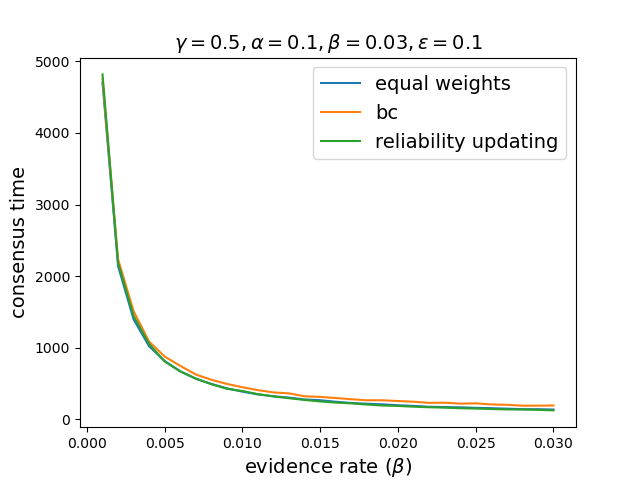 γ = 0.5, α = 0.1, β = 0.03, ε = 0.1
equal weights
bc
reliability updating
consensus time
5000
4000
3000
2000
1000
0
0.000 0.005 0.010 0.015 0.020 0.025 0.030
evidence rate (β)